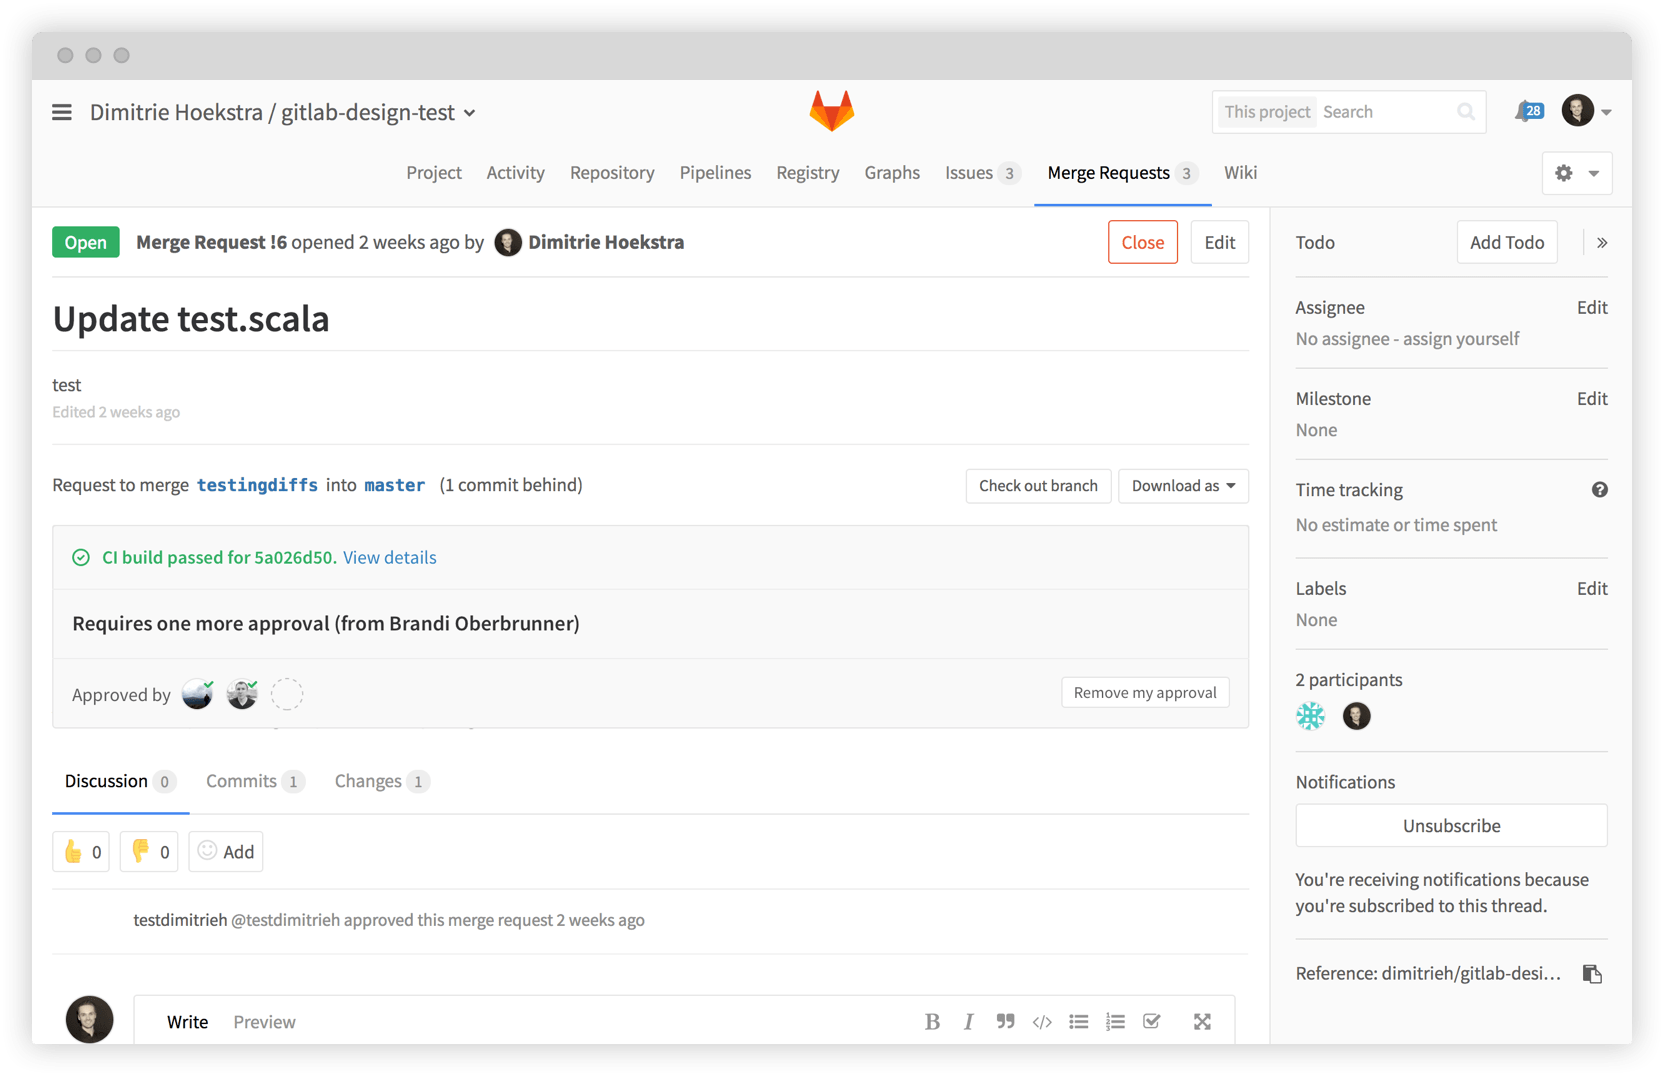 Dimitrie Hoekstra / gitlab-design-test
This project Search
28
Project Activity Repository Pipelines Registry Graphs Issues 3 Merge Requests 3 Wiki
Open Merge Request !6 opened 2 weeks ago by Dimitrie Hoekstra
Close Edit
Update test.scala
test
Edited 2 weeks ago
Request to merge testingdiffs into master (1 commit behind)
Check out branch Download as
CI build passed for 5a026d50. View details
Requires one more approval (from Brandi Oberbrunner)
Approved by
Remove my approval
Discussion 0 Commits 1 Changes 1
0 0 Add
testdimitrieh @testdimitrieh approved this merge request 2 weeks ago
Write Preview
Todo Add Todo
Assignee Edit
No assignee - assign yourself
Milestone Edit
None
Time tracking
No estimate or time spent
Labels Edit
None
2 participants
Notifications
Unsubscribe
You're receiving notifications because
you're subscribed to this thread.
Reference: dimitrieh/gitlab-desi…